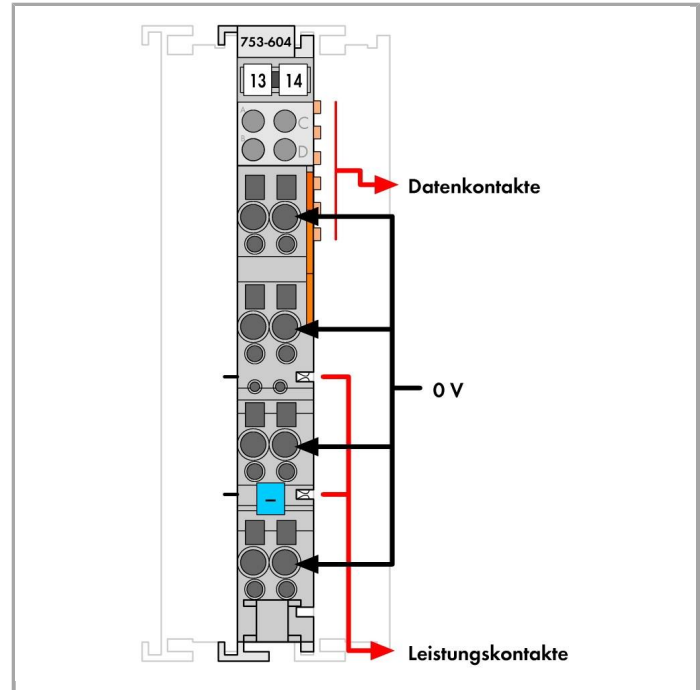 753-604
13 14
A
C
B
D
Datenkontakte
0 V
–
Leistungskontakte